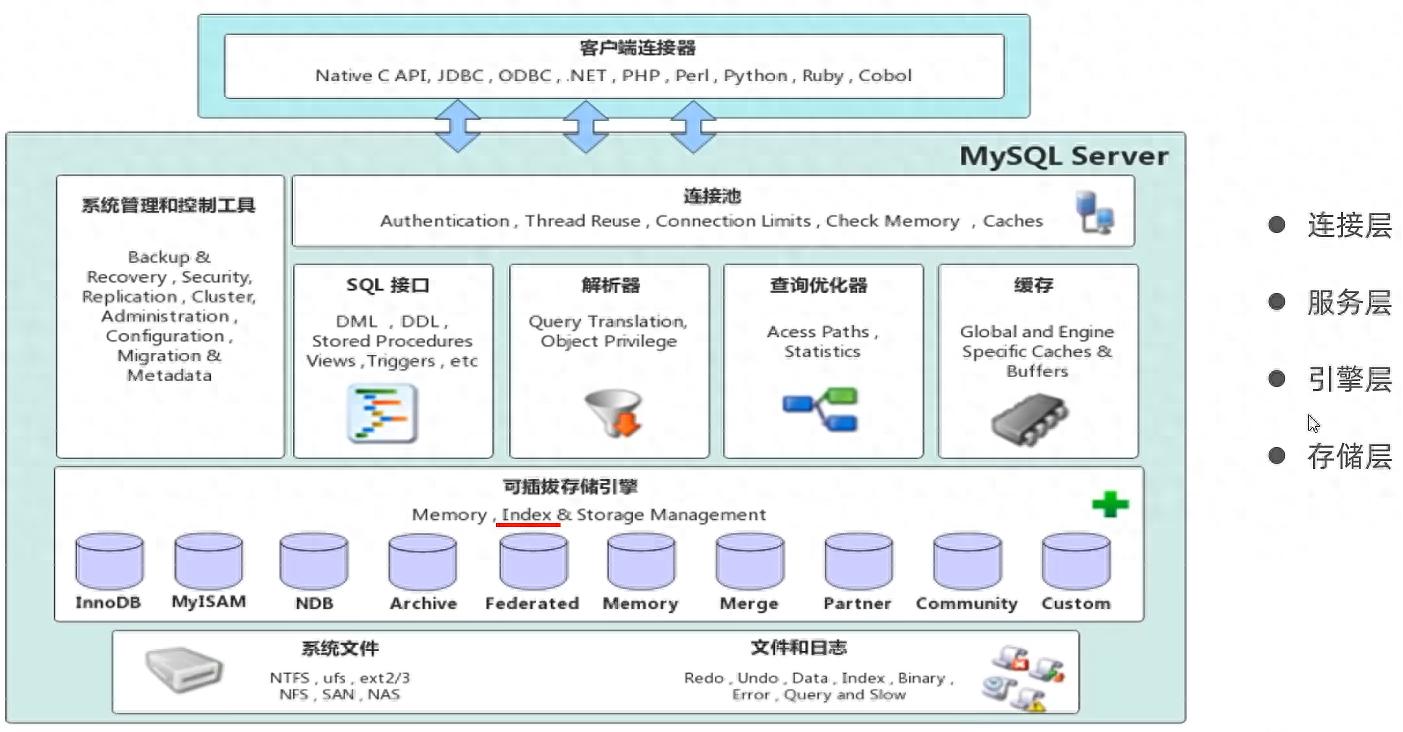 客户端连接器
Native C API, JDBC , ODBC , .NET , PHP , Perl , Python , Ruby , Cobol
MySQL Server
系统管理和控制工具
Backup &
Recovery , Security,
Replication , Cluster,
Administration ,
Configuration ,
Migration &
Metadata
连接池
Authentication , Thread Reuse , Connection Limits , Check Memory , Caches
SQL 接口
DML , DDL ,
Stored Procedures
Views ,Triggers , etc
解析器
Query Translation,
Object Privilege
查询优化器
Acess Paths ,
Statistics
缓存
Global and Engine
Specific Caches &
Buffers
可插拔存储引擎
Memory , Index & Storage Management
InnoDB
MyISAM
NDB
Archive
Federated
Memory
Merge
Partner
Community
Custom
系统文件
NTFS , ufs , ext2/3
NFS , SAN , NAS
文件和日志
Redo , Undo , Data , Index , Binary ,
Error , Query and Slow
● 连接层
● 服务层
● 引擎层
● 存储层